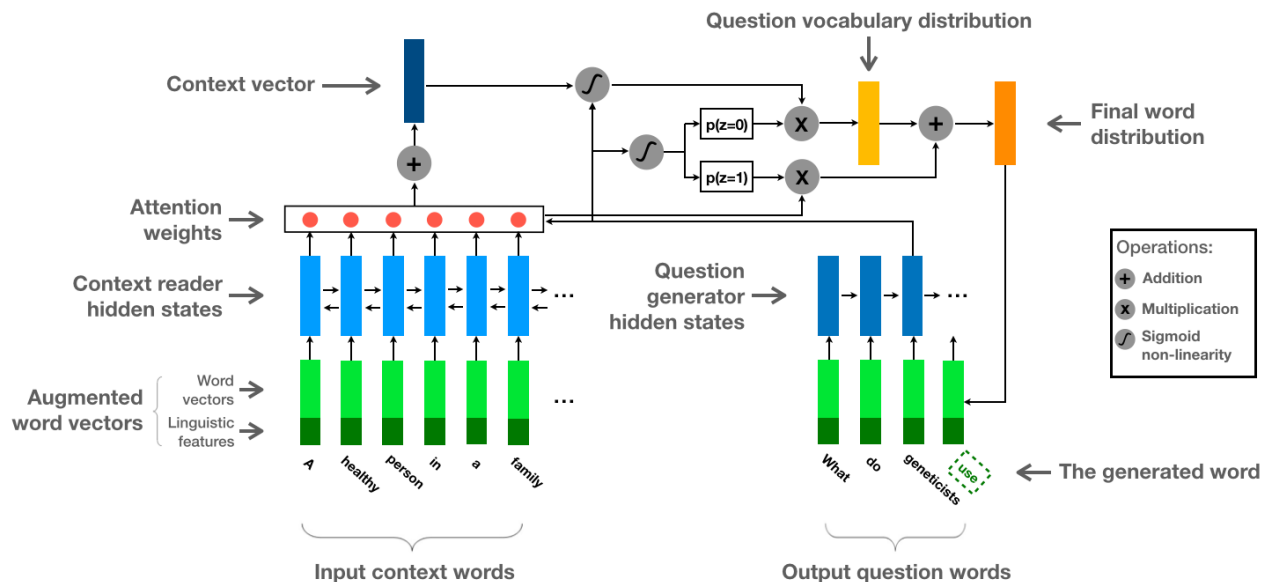 Question vocabulary distribution
Context vector
p(z=0)
Final word
distribution
p(z=1)
Attention
weights
Operations:
Addition
Multiplication
Sigmoid
non-linearity
Context reader
hidden states
...
Question
generator
hidden states
...
Augmented
word vectors
Word
vectors
Linguistic
features
...
A
healthy
person
in
a
family
What
do
geneticists
use
The generated word
Input context words
Output question words